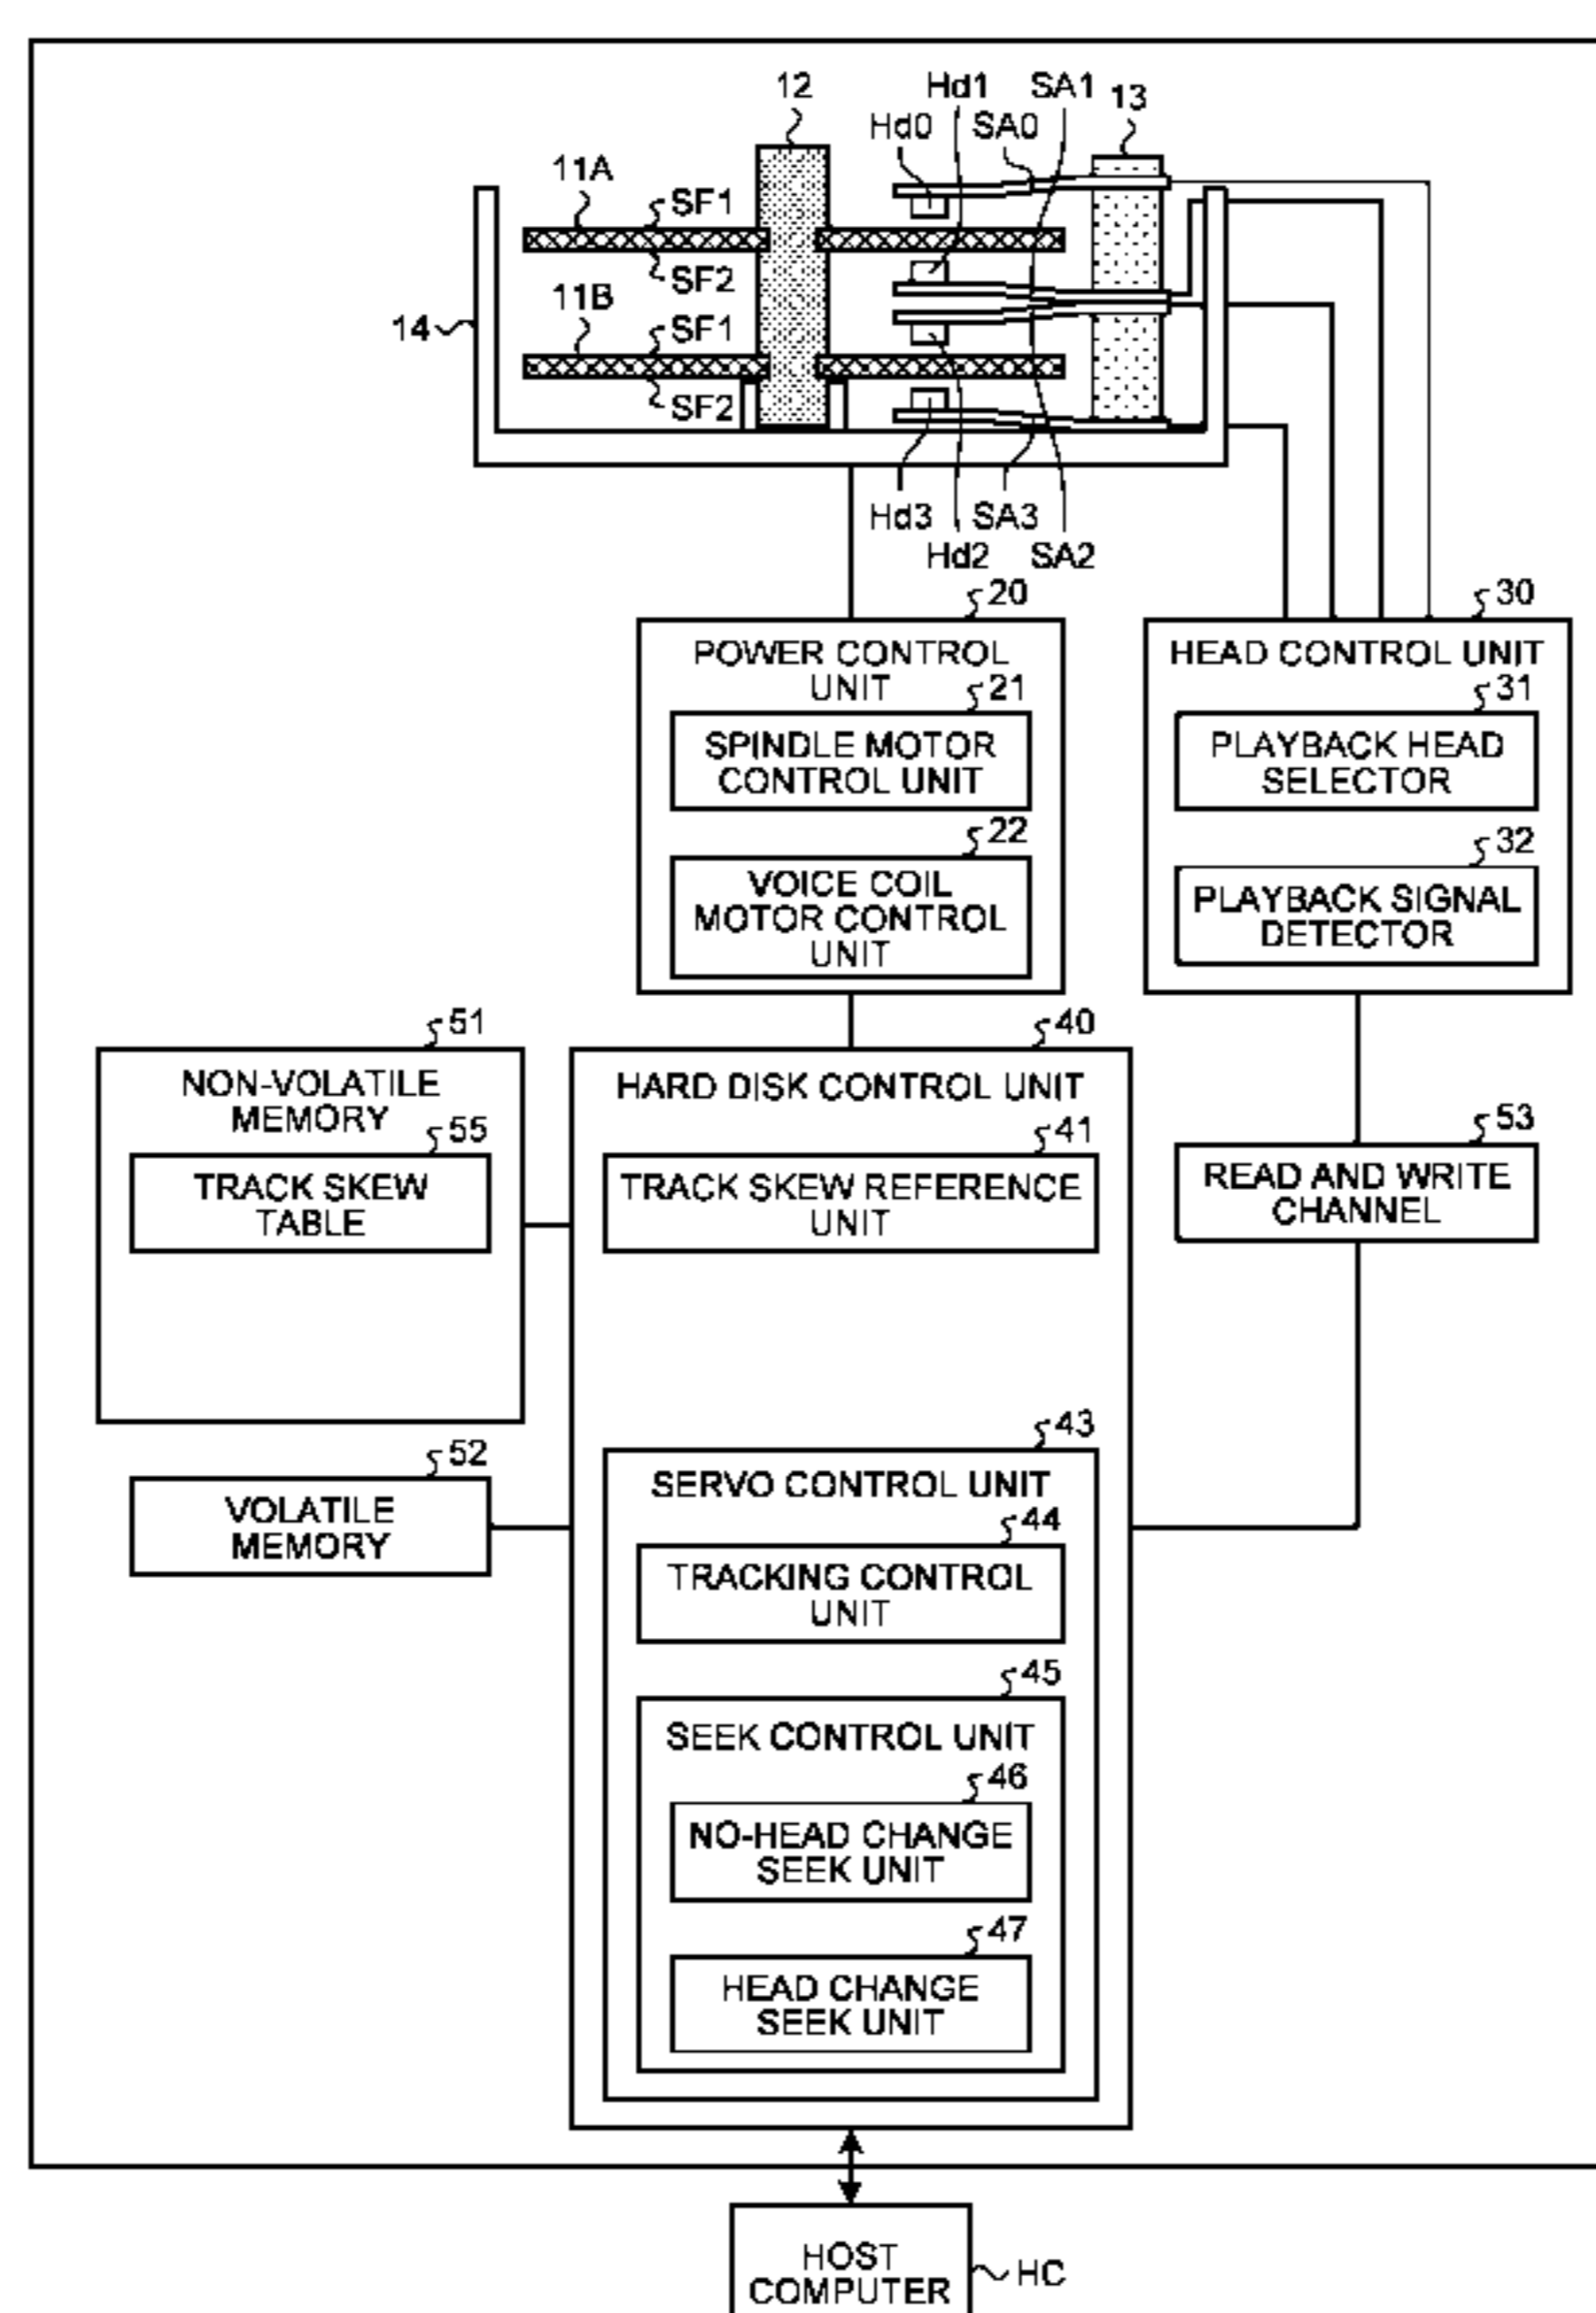 12
Hd1
SA1
13
Hd0
SA0
11A
SF1
SF2
11B
14
SF1
SF2
Hd3
SA3
Hd2
SA2
20
POWER CONTROL
UNIT
21
SPINDLE MOTOR
CONTROL UNIT
22
VOICE COIL
MOTOR CONTROL
UNIT
30
HEAD CONTROL UNIT
31
PLAYBACK HEAD
SELECTOR
32
PLAYBACK SIGNAL
DETECTOR
51
NON-VOLATILE
MEMORY
55
TRACK SKEW
TABLE
52
VOLATILE
MEMORY
40
HARD DISK CONTROL UNIT
41
TRACK SKEW REFERENCE
UNIT
53
READ AND WRITE
CHANNEL
43
SERVO CONTROL UNIT
44
TRACKING CONTROL
UNIT
45
SEEK CONTROL UNIT
46
NO-HEAD CHANGE
SEEK UNIT
47
HEAD CHANGE
SEEK UNIT
HOST
COMPUTER
HC